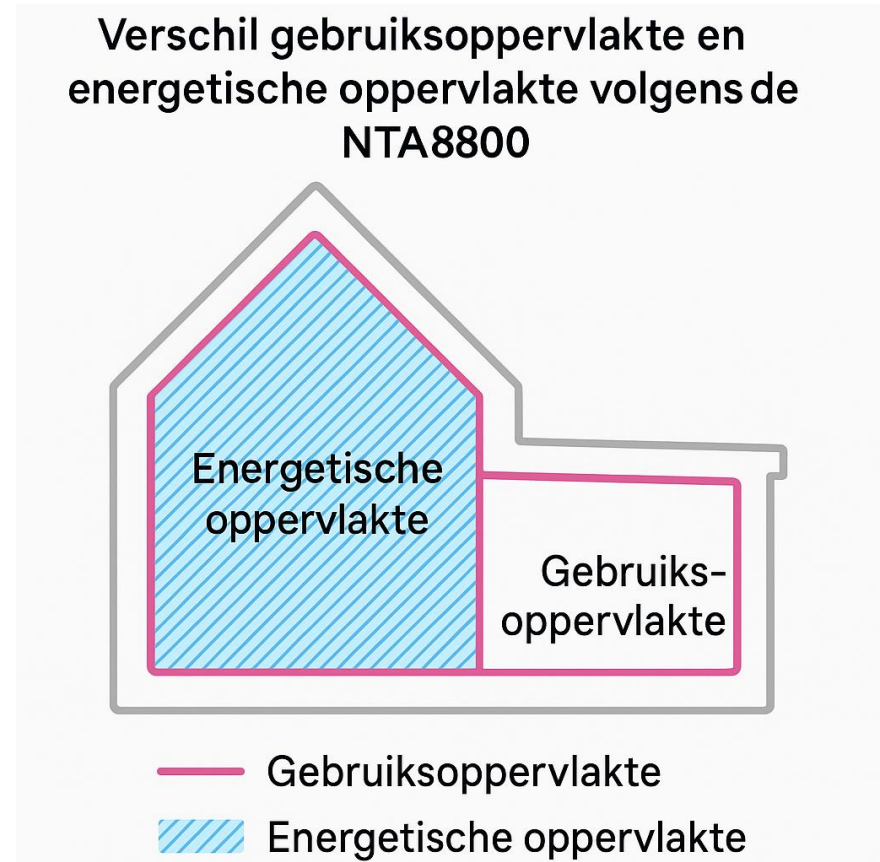 Verschil gebruiksoppervlakte en
energetische oppervlakte volgens de
NTA8800
Energetische
oppervlakte
Gebruiks-
oppervlakte
Gebruiksoppervlakte
Energetische oppervlakte